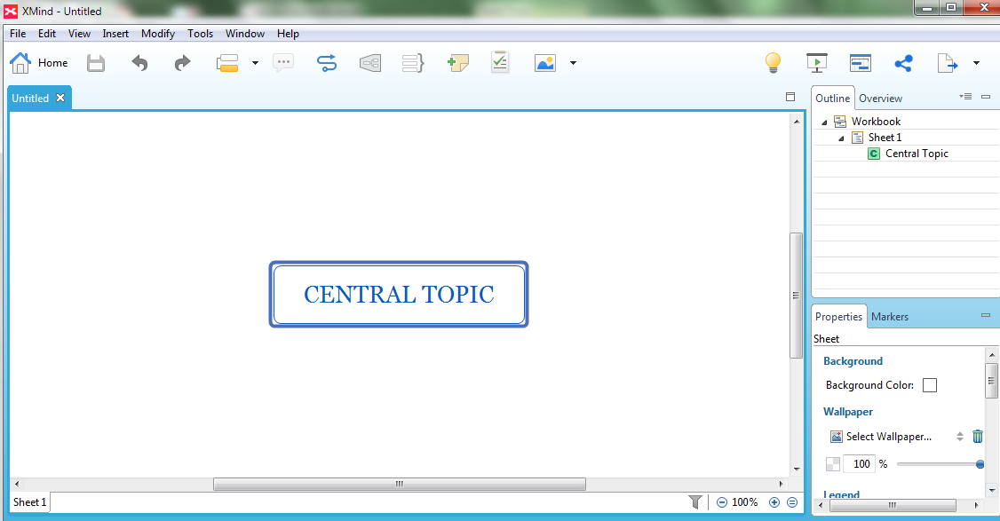 XMind - Untitled
File Edit View Insert Modify Tools Window Help
Home
Untitled
CENTRAL TOPIC
Sheet 1
100%
Outline Overview
Workbook
Sheet 1
C Central Topic
Properties Markers
Sheet
Background
Background Color:
Wallpaper
Select Wallpaper...
100 %
Legend